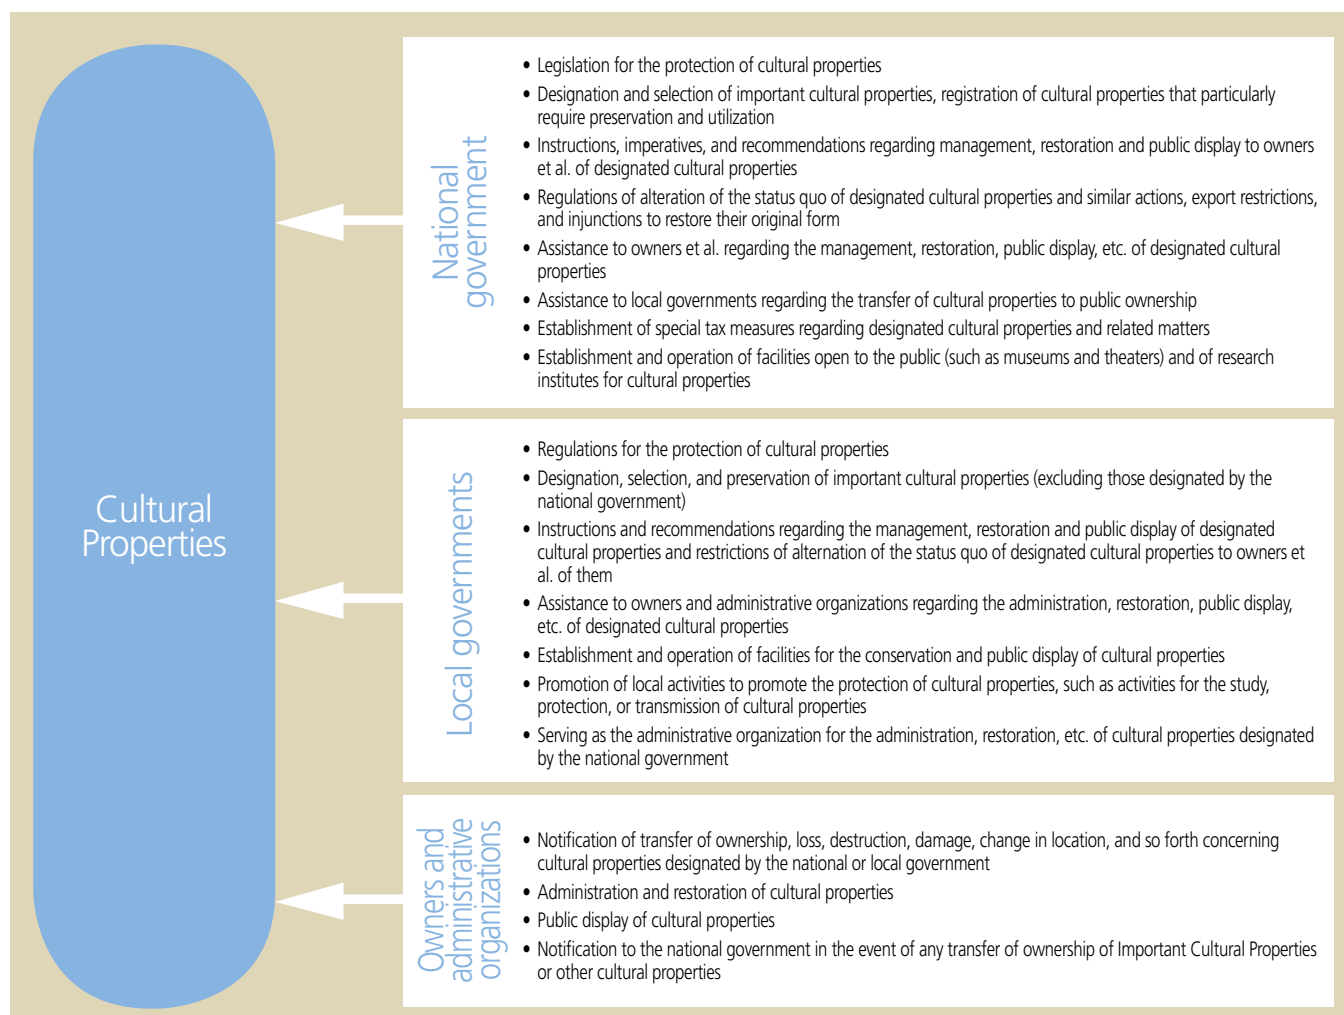 Cultural
Properties
National
government
• Legislation for the protection of cultural properties
• Designation and selection of important cultural properties, registration of cultural properties that particularly
require preservation and utilization
• Instructions, imperatives, and recommendations regarding management, restoration and public display to owners
et al. of designated cultural properties
• Regulations of alteration of the status quo of designated cultural properties and similar actions, export restrictions,
and injunctions to restore their original form
• Assistance to owners et al. regarding the management, restoration, public display, etc. of designated cultural
properties
• Assistance to local governments regarding the transfer of cultural properties to public ownership
• Establishment of special tax measures regarding designated cultural properties and related matters
• Establishment and operation of facilities open to the public (such as museums and theaters) and of research
institutes for cultural properties
Local governments
• Regulations for the protection of cultural properties
• Designation, selection, and preservation of important cultural properties (excluding those designated by the
national government)
• Instructions and recommendations regarding the management, restoration and public display of designated
cultural properties and restrictions of alternation of the status quo of designated cultural properties to owners et
al. of them
• Assistance to owners and administrative organizations regarding the administration, restoration, public display,
etc. of designated cultural properties
• Establishment and operation of facilities for the conservation and public display of cultural properties
• Promotion of local activities to promote the protection of cultural properties, such as activities for the study,
protection, or transmission of cultural properties
• Serving as the administrative organization for the administration, restoration, etc. of cultural properties designated
by the national government
Owners and
administrative
organizations
• Notification of transfer of ownership, loss, destruction, damage, change in location, and so forth concerning
cultural properties designated by the national or local government
• Administration and restoration of cultural properties
• Public display of cultural properties
• Notification to the national government in the event of any transfer of ownership of Important Cultural Properties
or other cultural properties